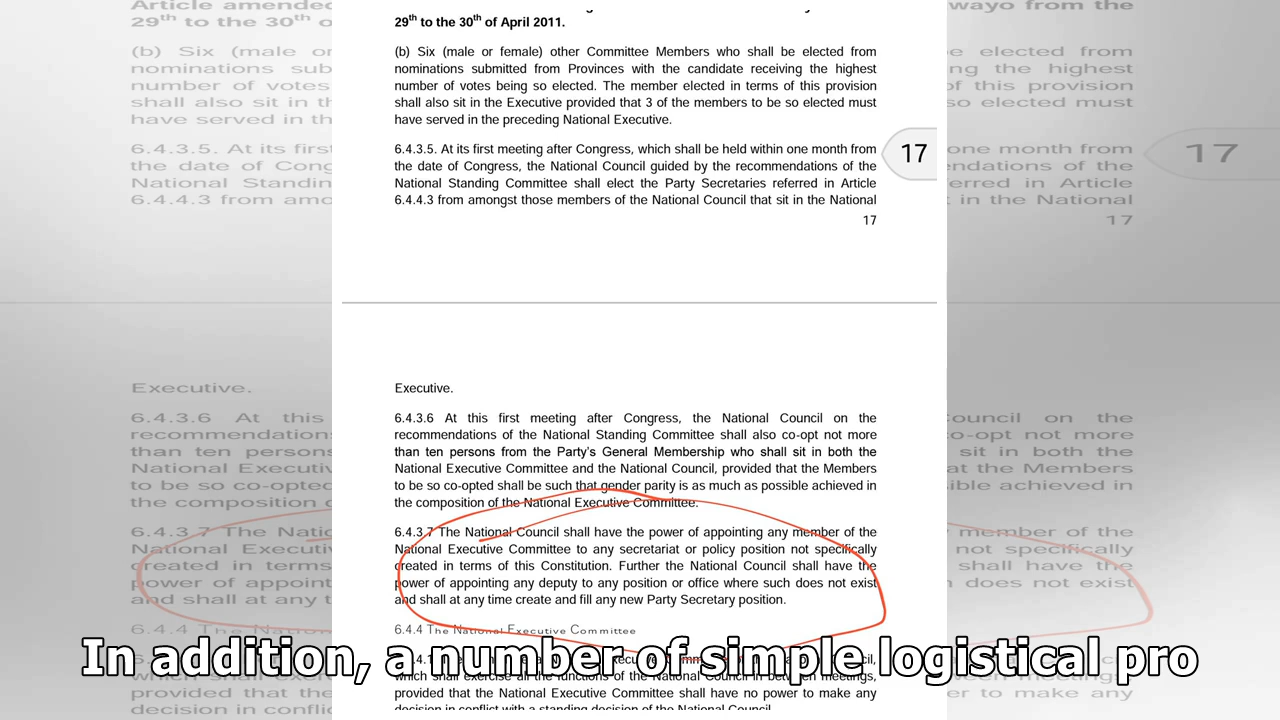 29th to the 30th of April 2011.
(b) Six (male or female) other Committee Members who shall be elected from
nominations submitted from Provinces with the candidate receiving the highest
number of votes being so elected. The member elected in terms of this provision
shall also sit in the Executive provided that 3 of the members to be so elected must
have served in the preceding National Executive.
6.4.3.5. At its first meeting after Congress, which shall be held within one month from
the date of Congress, the National Council guided by the recommendations of the
National Standing Committee shall elect the Party Secretaries referred in Article
6.4.4.3 from amongst those members of the National Council that sit in the National
17
17
Executive.
6.4.3.6 At this first meeting after Congress, the National Council on the
recommendations of the National Standing Committee shall also co-opt not more
than ten persons from the Party's General Membership who shall sit in both the
National Executive Committee and the National Council, provided that the Members
to be so co-opted shall be such that gender parity is as much as possible achieved in
the composition of the National Executive Committee.
6.4.3.7 The National Council shall have the power of appointing any member of the
National Executive Committee to any secretariat or policy position not specifically
created in terms of this Constitution. Further the National Council shall have the
power of appointing any deputy to any position or office where such does not exist
and shall at any time create and fill any new Party Secretary position.
6.4.4 The National Executive Committee
In addition, a number of simple logistical pro
which shall exercise all the functions of the National Council in between meetings,
provided that the National Executive Committee shall have no power to make any
decision in conflict with a standing decision of the National Council.